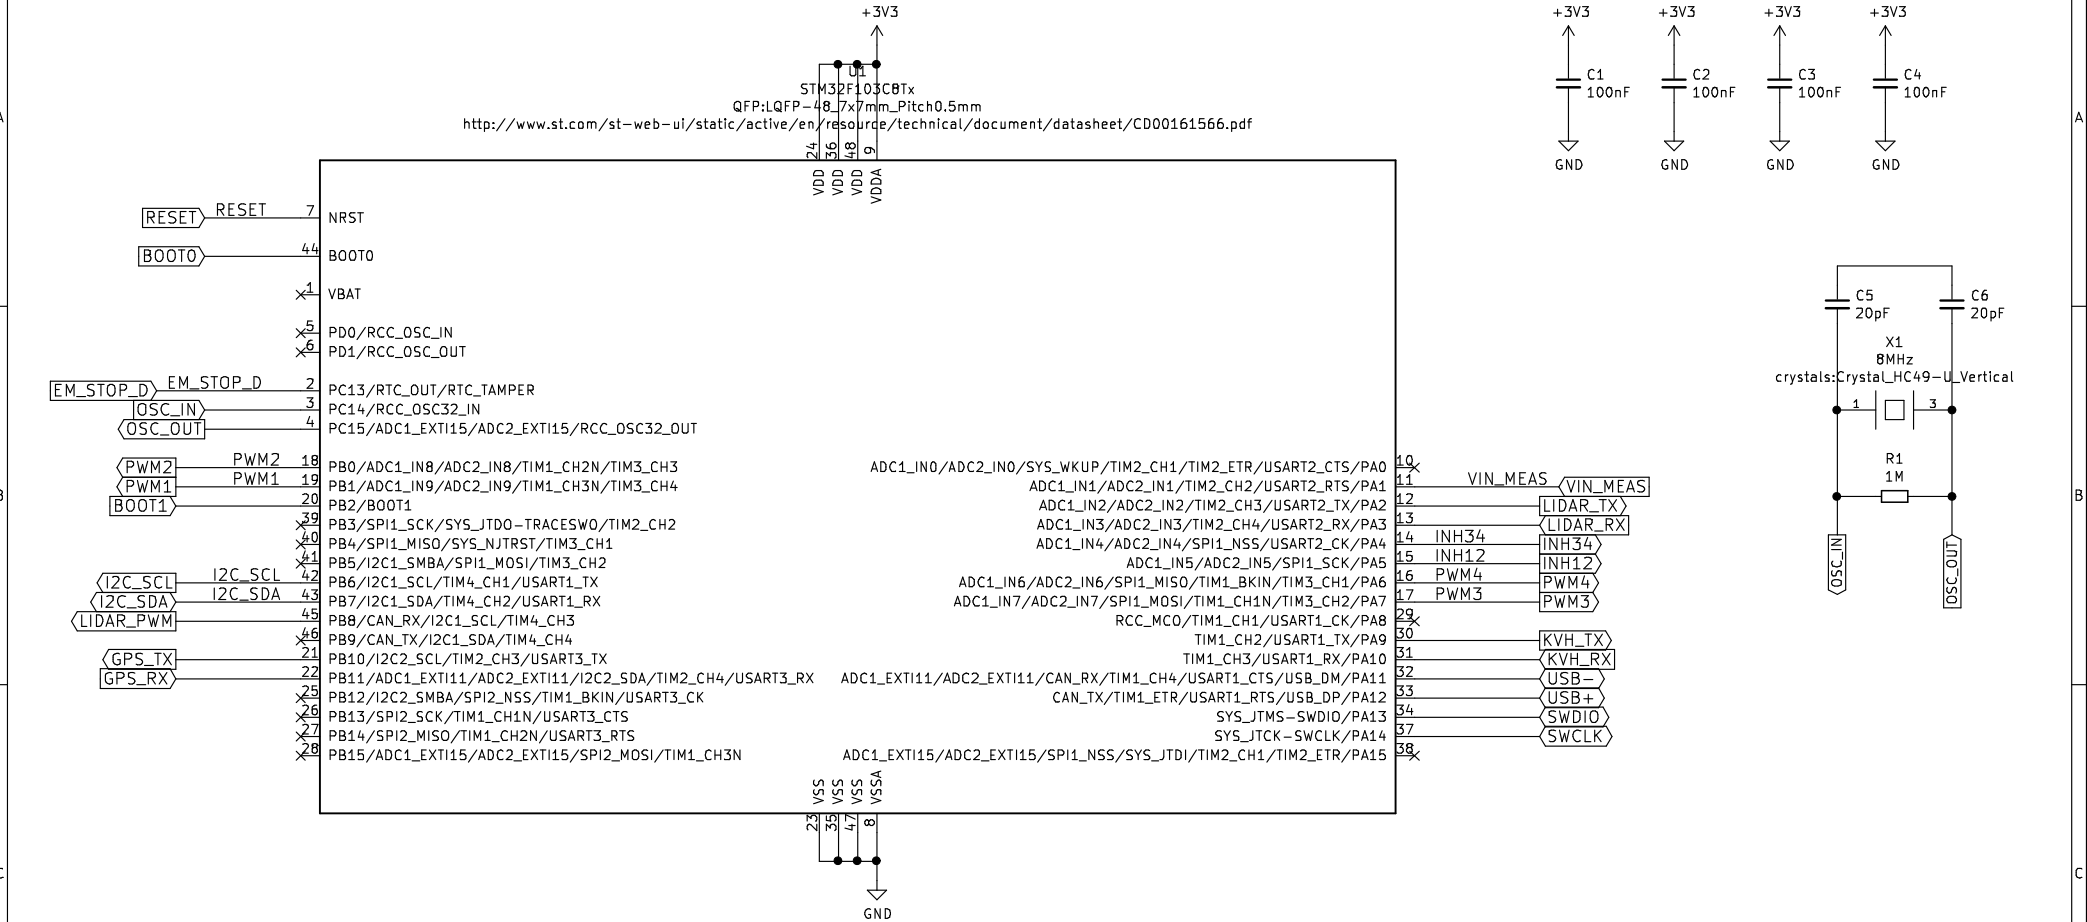 +3V3
+3V3
+3V3
+3V3
+3V3
U1
STM32F103C8Tx
QFP:LQFP-48_7x7mm_Pitch0.5mm
http://www.st.com/st-web-ui/static/active/en/resource/technical/document/datasheet/CD00161566.pdf
C1
100nF
C2
100nF
C3
100nF
C4
100nF
GND
GND
GND
GND
A
A
24
36
48
9
VDD
VDD
VDD
VDDA
RESET RESET 7 NRST
BOOT0 44 BOOT0
1 VBAT
5 PD0/RCC_OSC_IN
6 PD1/RCC_OSC_OUT
EM_STOP_D EM_STOP_D 2 PC13/RTC_OUT/RTC_TAMPER
OSC_IN 3 PC14/RCC_OSC32_IN
OSC_OUT 4 PC15/ADC1_EXTI15/ADC2_EXTI15/RCC_OSC32_OUT
PWM2 PWM2 18 PB0/ADC1_IN8/ADC2_IN8/TIM1_CH2N/TIM3_CH3
PWM1 PWM1 19 PB1/ADC1_IN9/ADC2_IN9/TIM1_CH3N/TIM3_CH4
BOOT1 20 PB2/BOOT1
39 PB3/SPI1_SCK/SYS_JTDO-TRACESWO/TIM2_CH2
40 PB4/SPI1_MISO/SYS_NJTRST/TIM3_CH1
41 PB5/I2C1_SMBA/SPI1_MOSI/TIM3_CH2
I2C_SCL I2C_SCL 42 PB6/I2C1_SCL/TIM4_CH1/USART1_TX
I2C_SDA I2C_SDA 43 PB7/I2C1_SDA/TIM4_CH2/USART1_RX
LIDAR_PWM 45 PB8/CAN_RX/I2C1_SCL/TIM4_CH3
46 PB9/CAN_TX/I2C1_SDA/TIM4_CH4
GPS_TX 21 PB10/I2C2_SCL/TIM2_CH3/USART3_TX
GPS_RX 22 PB11/ADC1_EXTI11/ADC2_EXTI11/I2C2_SDA/TIM2_CH4/USART3_RX
25 PB12/I2C2_SMBA/SPI2_NSS/TIM1_BKIN/USART3_CK
26 PB13/SPI2_SCK/TIM1_CH1N/USART3_CTS
27 PB14/SPI2_MISO/TIM1_CH2N/USART3_RTS
28 PB15/ADC1_EXTI15/ADC2_EXTI15/SPI2_MOSI/TIM1_CH3N
ADC1_IN0/ADC2_IN0/SYS_WKUP/TIM2_CH1/TIM2_ETR/USART2_CTS/PA0 10
ADC1_IN1/ADC2_IN1/TIM2_CH2/USART2_RTS/PA1 11 VIN_MEAS VIN_MEAS
ADC1_IN2/ADC2_IN2/TIM2_CH3/USART2_TX/PA2 12 LIDAR_TX
ADC1_IN3/ADC2_IN3/TIM2_CH4/USART2_RX/PA3 13 LIDAR_RX
ADC1_IN4/ADC2_IN4/SPI1_NSS/USART2_CK/PA4 14 INH34 INH34
ADC1_IN5/ADC2_IN5/SPI1_SCK/PA5 15 INH12 INH12
ADC1_IN6/ADC2_IN6/SPI1_MISO/TIM1_BKIN/TIM3_CH1/PA6 16 PWM4 PWM4
ADC1_IN7/ADC2_IN7/SPI1_MOSI/TIM1_CH1N/TIM3_CH2/PA7 17 PWM3 PWM3
RCC_MCO/TIM1_CH1/USART1_CK/PA8 29
TIM1_CH2/USART1_TX/PA9 30 KVH_TX
TIM1_CH3/USART1_RX/PA10 31 KVH_RX
ADC1_EXTI11/ADC2_EXTI11/CAN_RX/TIM1_CH4/USART1_CTS/USB_DM/PA11 32 USB-
CAN_TX/TIM1_ETR/USART1_RTS/USB_DP/PA12 33 USB+
SYS_JTMS-SWDIO/PA13 34 SWDIO
SYS_JTCK-SWCLK/PA14 37 SWCLK
ADC1_EXTI15/ADC2_EXTI15/SPI1_NSS/SYS_JTDI/TIM2_CH1/TIM2_ETR/PA15 38
C5
20pF
C6
20pF
X1
8MHz
crystals:Crystal_HC49-U_Vertical
1 3
R1
1M
OSC_IN
OSC_OUT
B
B
VSS
VSS
VSS
VSSA
23
35
47
8
GND
C
C